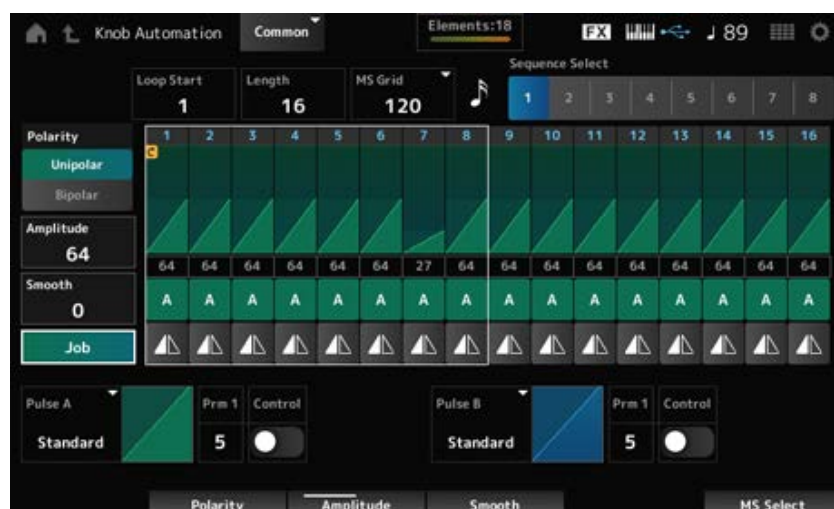 Knob Automation
Common
Elements:18
FX
89
Sequence Select
Loop Start
1
Length
16
MS Grid
120
1 2 3 4 5 6 7 8
Polarity
Unipolar
Bipolar
Amplitude
64
Smooth
0
Job
1 2 3 4 5 6 7 8 9 10 11 12 13 14 15 16
C
64 64 64 64 64 64 27 64 64 64 64 64 64 64 64 64
A A A A A A A A A A A A A A A A
Pulse A
Standard
Prm 1
5
Control
Pulse B
Standard
Prm 1
5
Control
Polarity
Amplitude
Smooth
MS Select